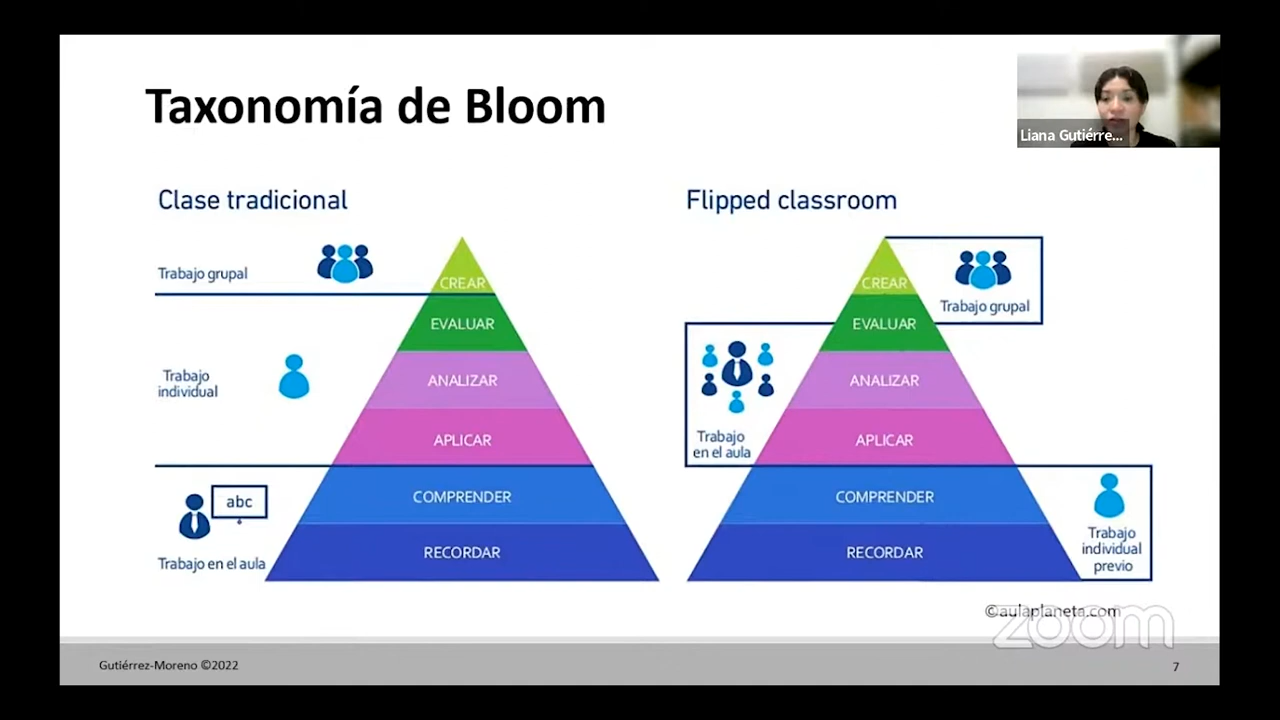 Taxonomía de Bloom
Liana Gutiérre...
Clase tradicional
Trabajo grupal
CREAR
EVALUAR
Trabajo
individual
ANALIZAR
APLICAR
COMPRENDER
abc
RECORDAR
Trabajo en el aula
Flipped classroom
CREAR
Trabajo grupal
EVALUAR
ANALIZAR
Trabajo
en el aula
APLICAR
COMPRENDER
Trabajo
individual
previo
RECORDAR
©aulaplaneta.com
zoom
Gutiérrez-Moreno ©2022
7